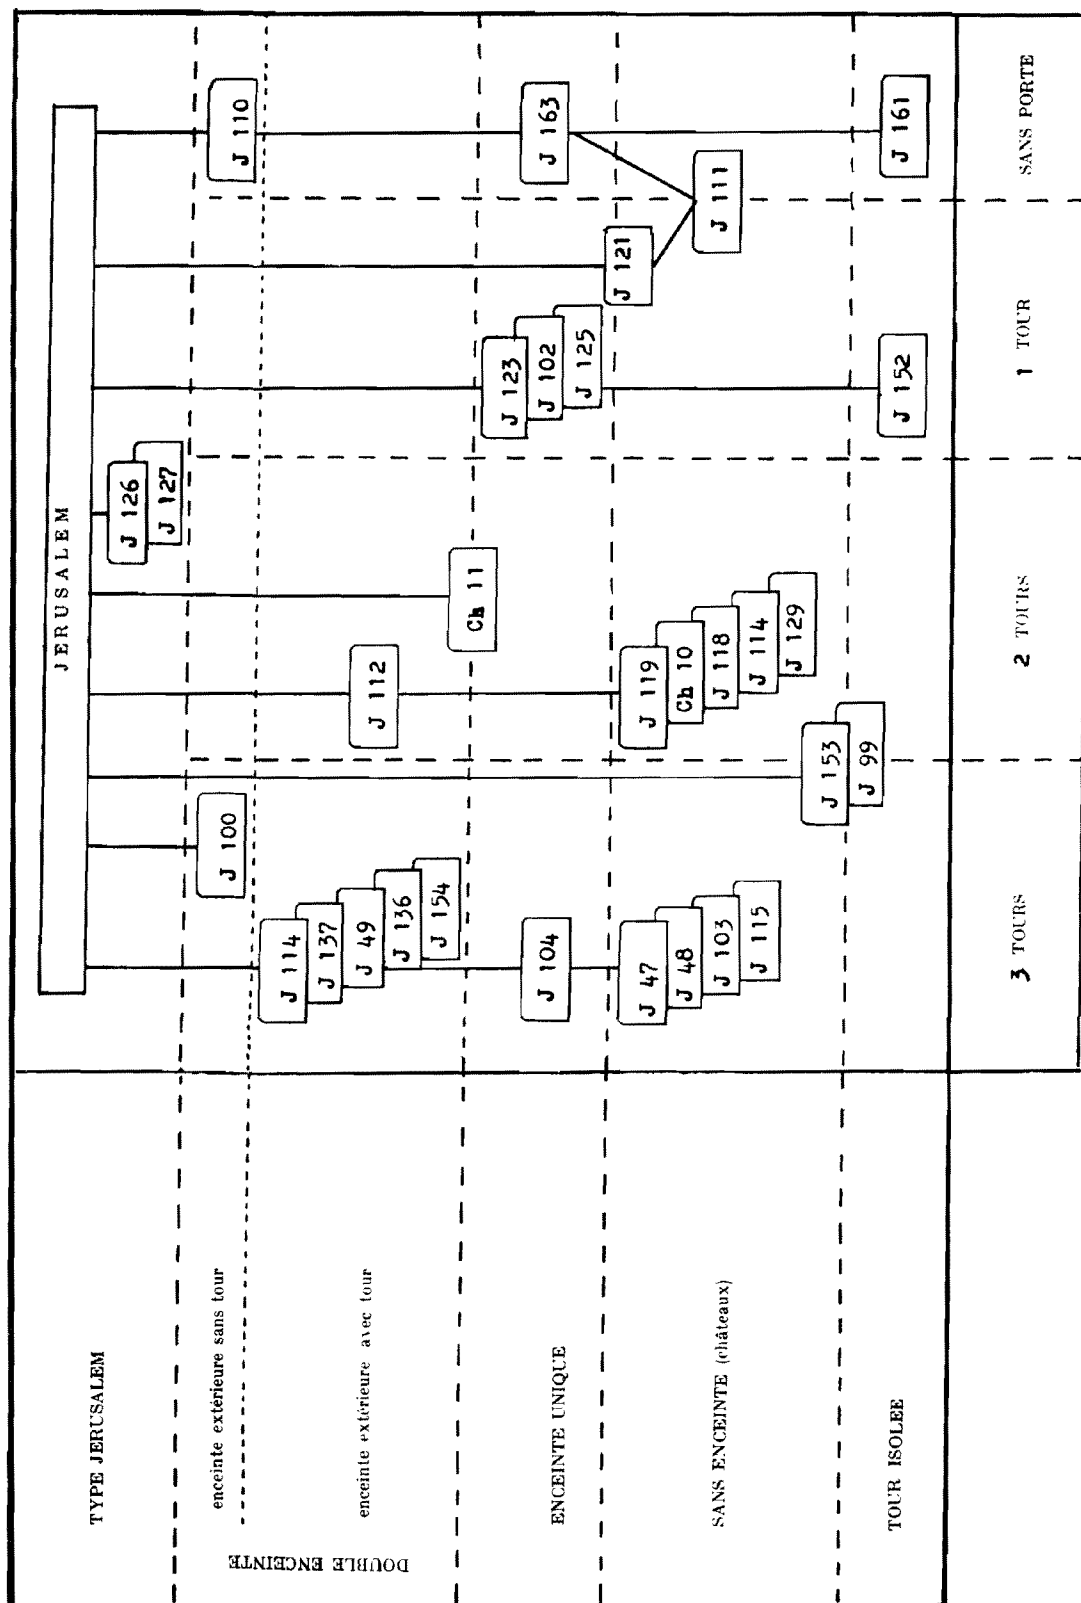 JERUSALEM
TYPE JERUSALEM
J 126
J 127
DOUBLE ENCEINTE
enceinte extérieure sans tour
J 100
J 110
enceinte extérieure avec tour
J 114
J 137
J 49
J 136
J 154
J 112
Ch 11
ENCEINTE UNIQUE
J 104
J 123
J 102
J 125
J 163
SANS ENCEINTE (châteaux)
J 47
J 48
J 103
J 115
J 119
Ch 10
J 118
J 114
J 129
J 121
J 111
TOUR ISOLEE
J 153
J 99
J 152
J 161
3 TOURS
2 TOURS
1 TOUR
SANS PORTE